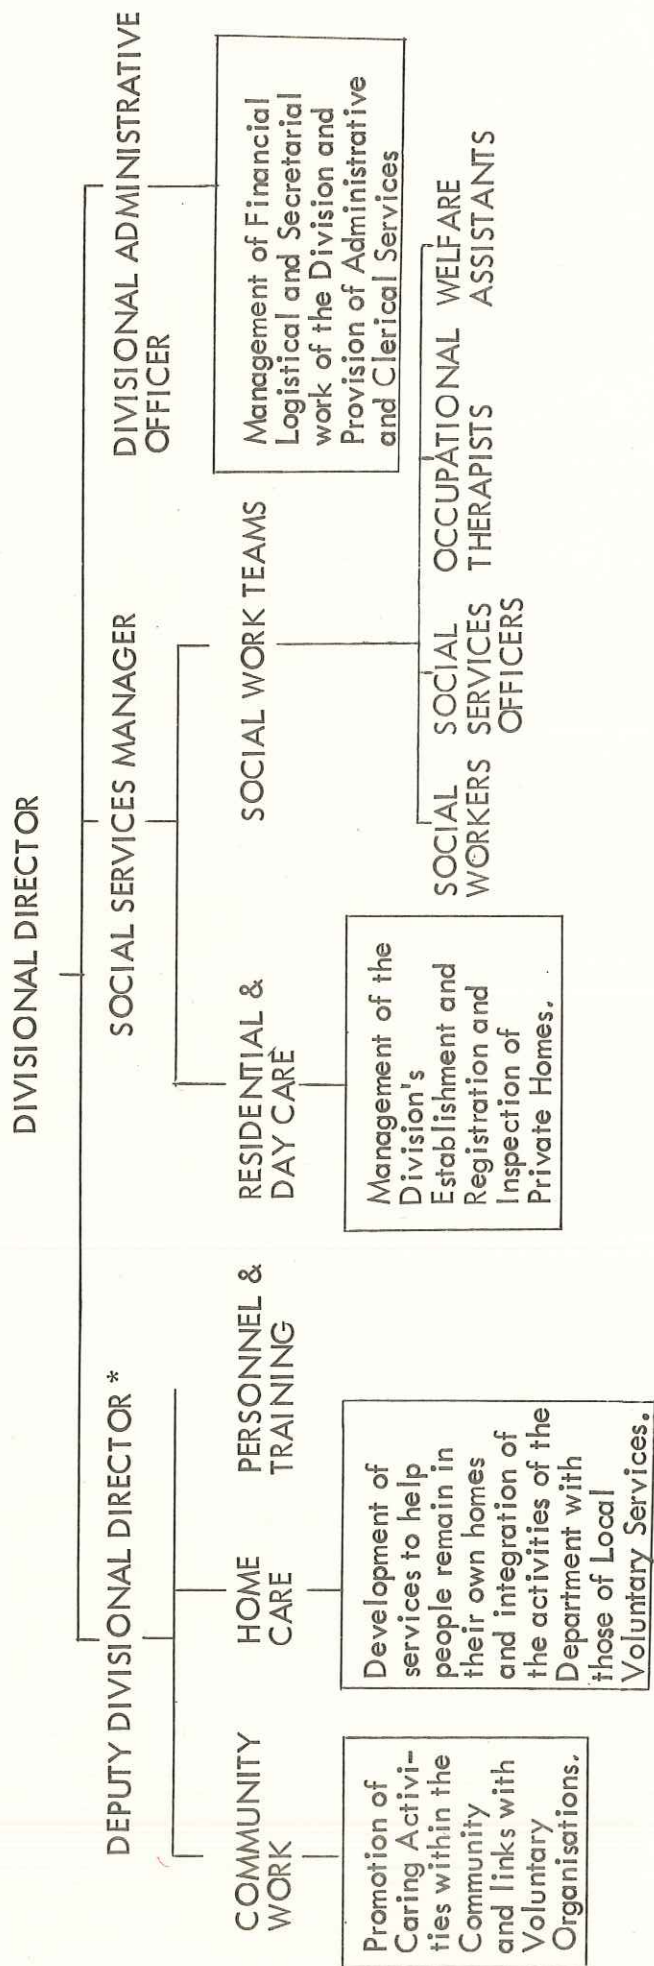 DIVISIONAL DIRECTOR
DEPUTY DIVISIONAL DIRECTOR *
SOCIAL SERVICES MANAGER
DIVISIONAL ADMINISTRATIVE
OFFICER
COMMUNITY
WORK
HOME
CARE
PERSONNEL &
TRAINING
RESIDENTIAL &
DAY CARE
SOCIAL WORK TEAMS
Management of Financial
Logistical and Secretarial
work of the Division and
Provision of Administrative
and Clerical Services
Promotion of
Caring Activi-
ties within the
Community
and links with
Voluntary
Organisations.
Development of
services to help
people remain in
their own homes
and integration of
the activities of the
Department with
those of Local
Voluntary Services.
Management of the
Division's
Establishment and
Registration and
Inspection of
Private Homes.
SOCIAL
WORKERS
SOCIAL
SERVICES
OFFICERS
OCCUPATIONAL
THERAPISTS
WELFARE
ASSISTANTS